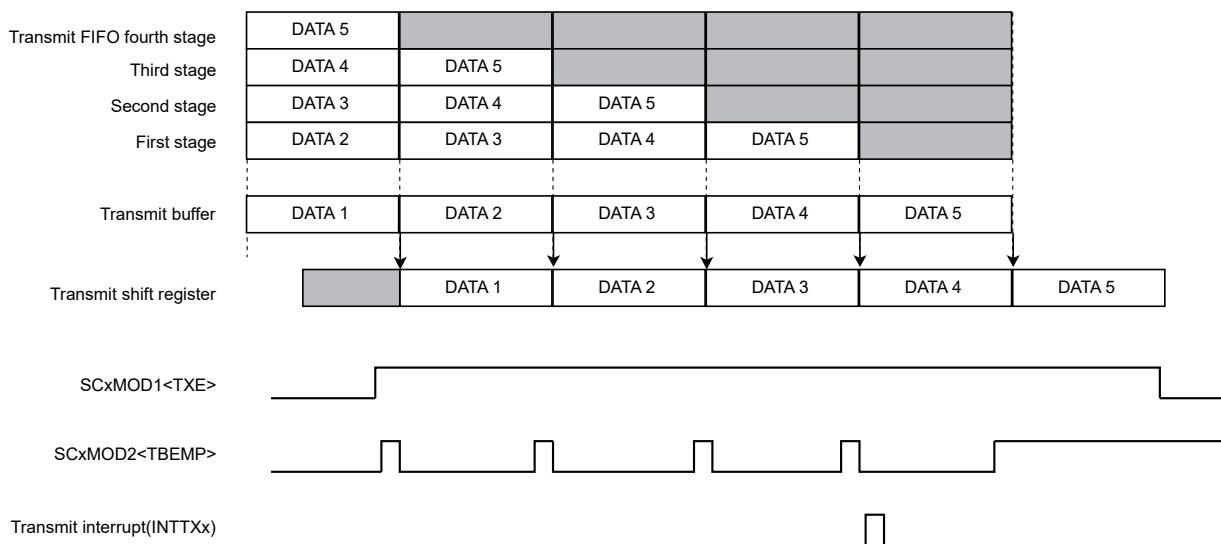 Transmit FIFO fourth stage DATA 5
Third stage DATA 4 DATA 5
Second stage DATA 3 DATA 4 DATA 5
First stage DATA 2 DATA 3 DATA 4 DATA 5
Transmit buffer DATA 1 DATA 2 DATA 3 DATA 4 DATA 5
Transmit shift register DATA 1 DATA 2 DATA 3 DATA 4 DATA 5
SCxMOD1<TXE>
SCxMOD2<TBEMP>
Transmit interrupt(INTTXx)